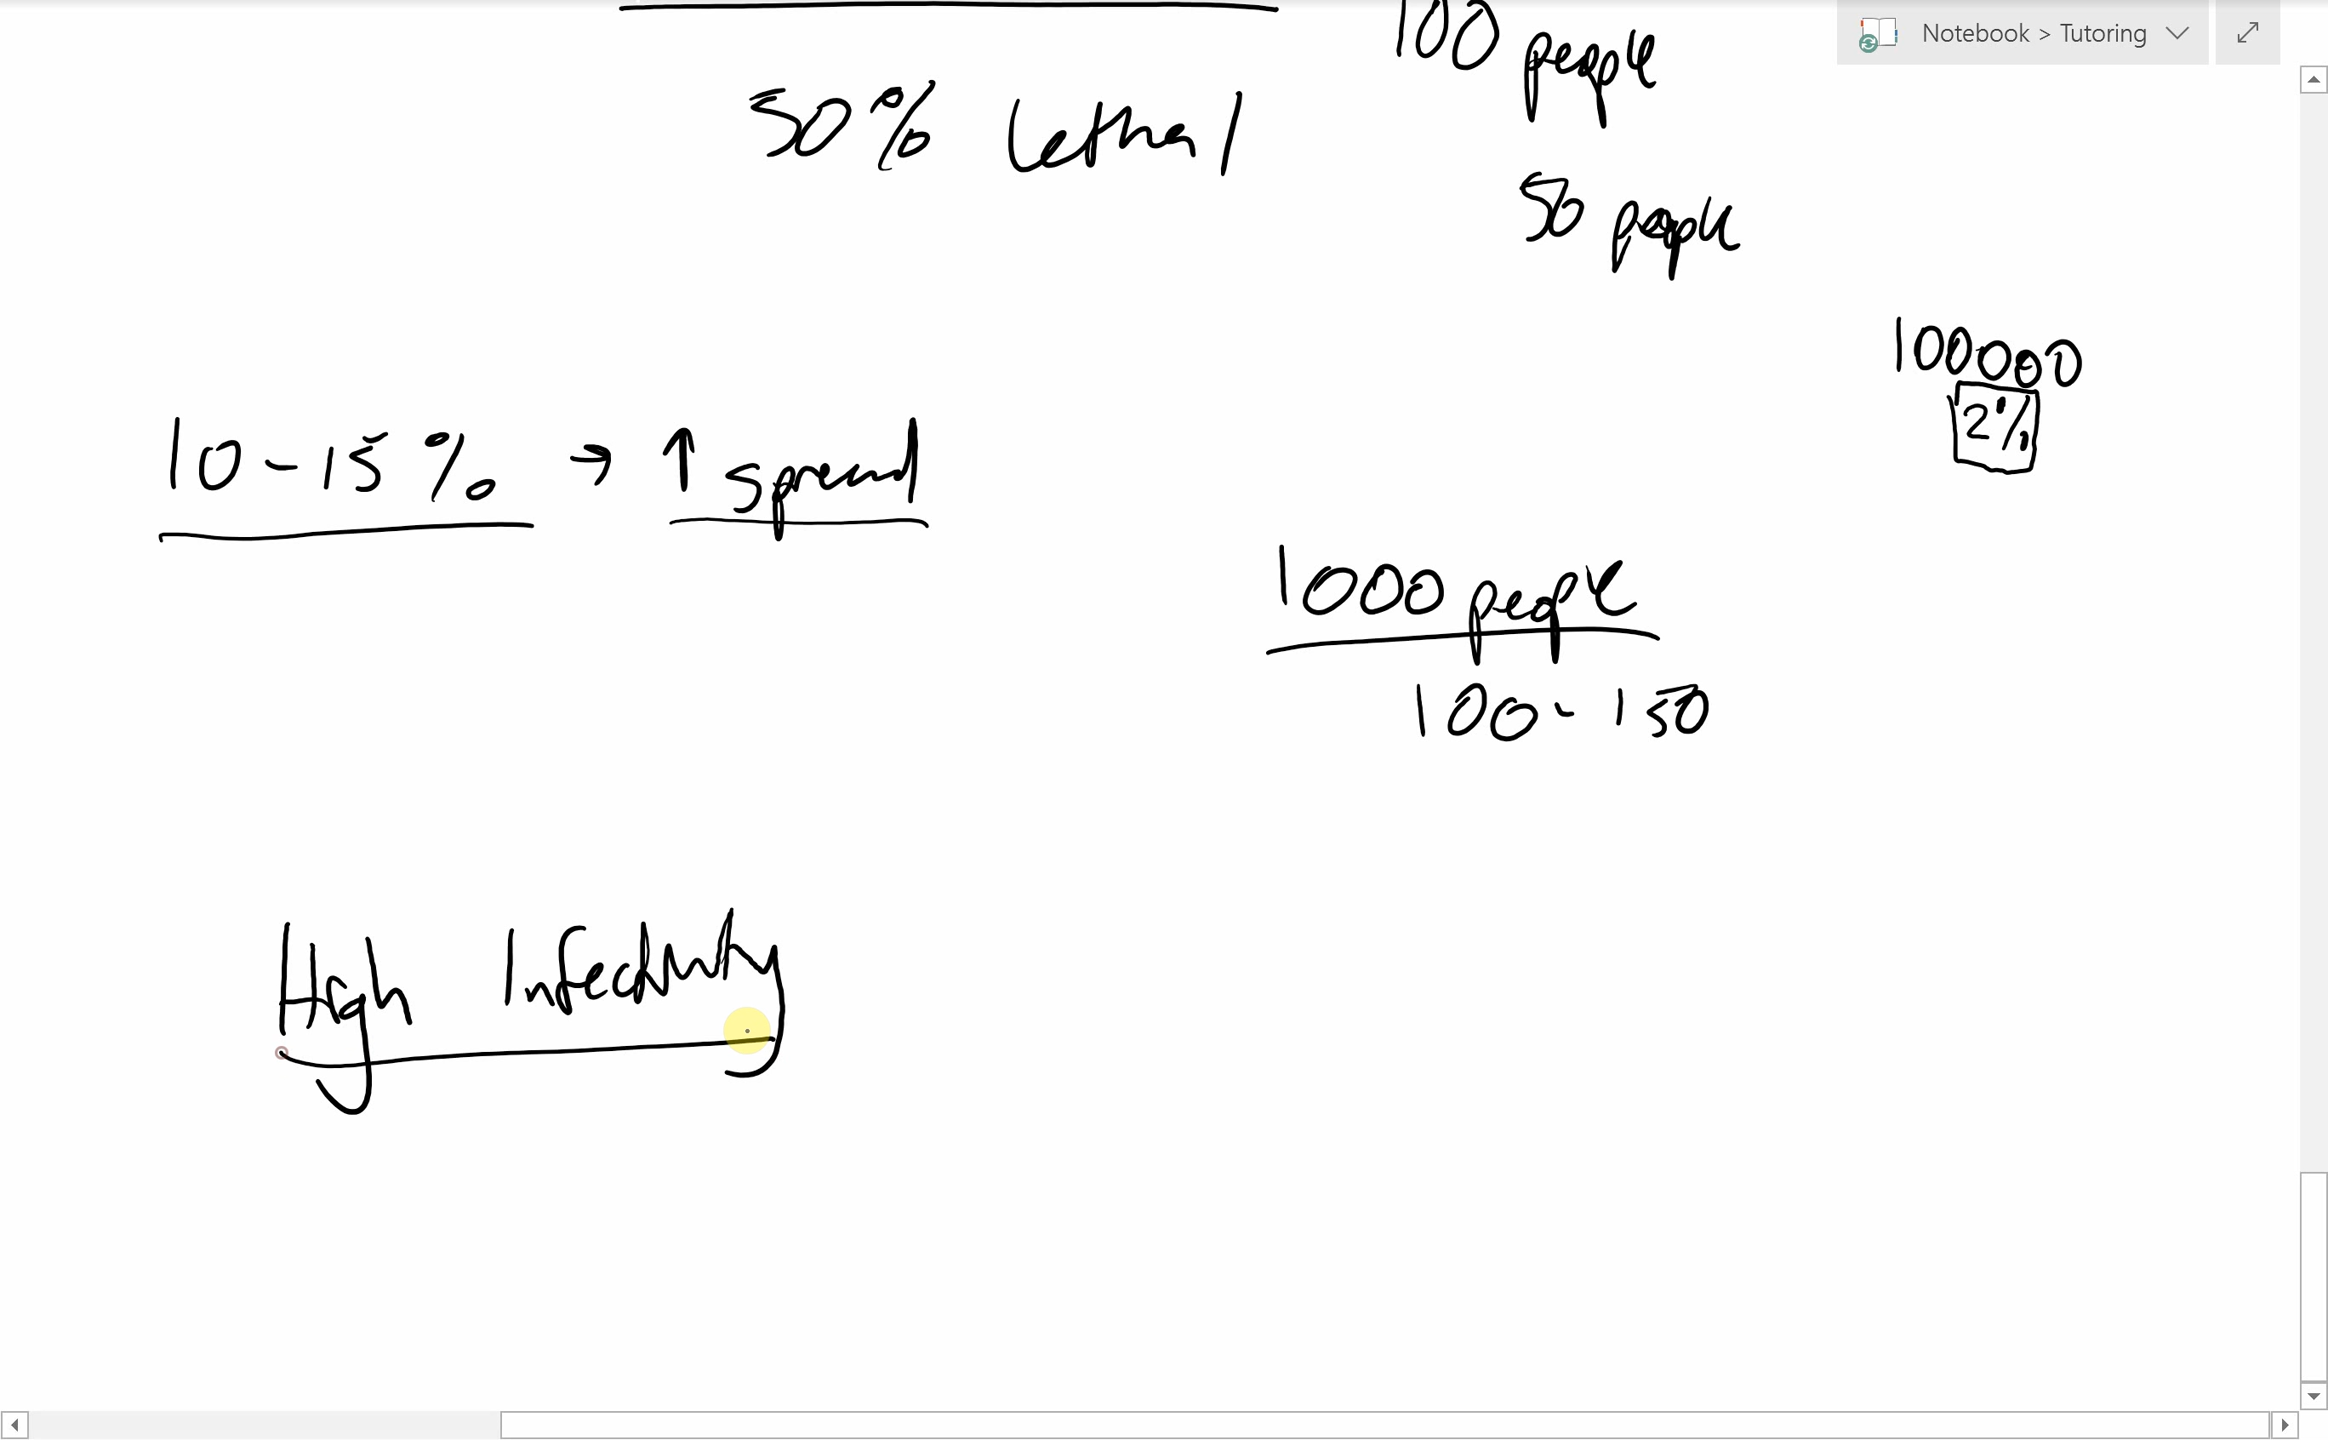 100 people
Notebook > Tutoring
50% lethal
50 people
100000
2%
10-15% → ↑ spread
1000 people
100-150
High Infectivity